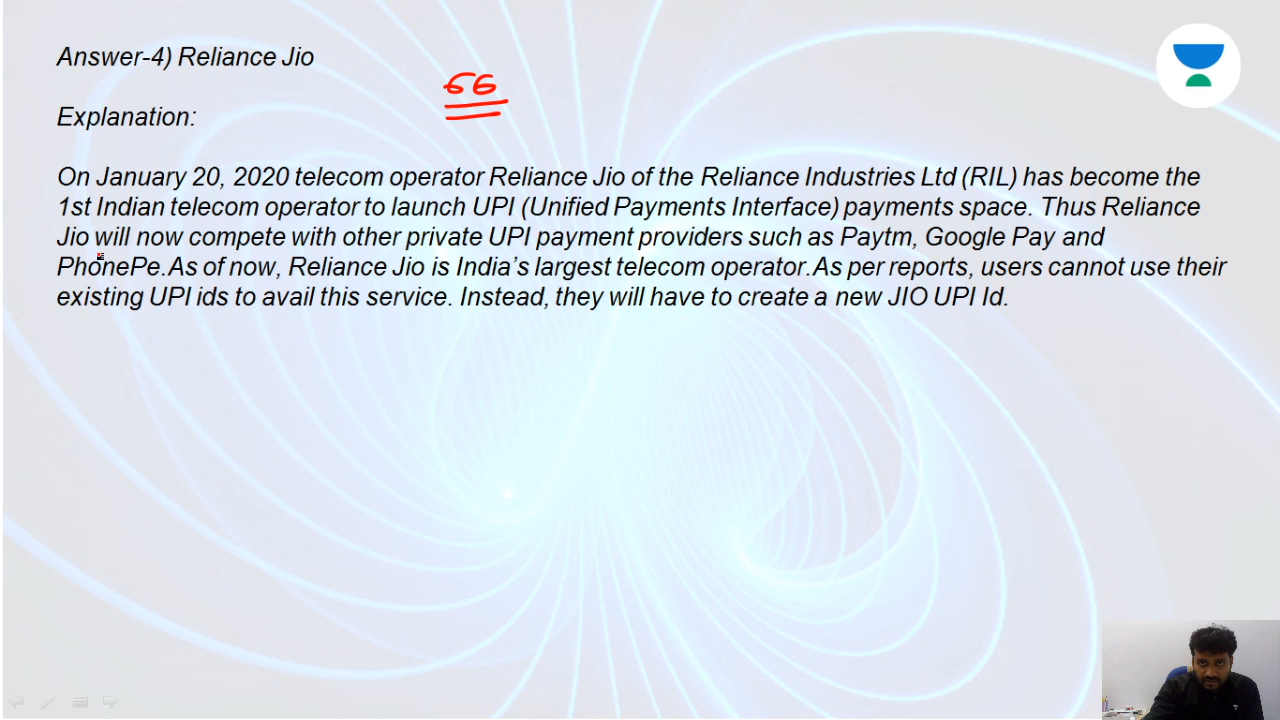 Answer-4) Reliance Jio
66
Explanation:
On January 20, 2020 telecom operator Reliance Jio of the Reliance Industries Ltd (RIL) has become the
1st Indian telecom operator to launch UPI (Unified Payments Interface) payments space. Thus Reliance
Jio will now compete with other private UPI payment providers such as Paytm, Google Pay and
PhonePe.As of now, Reliance Jio is India's largest telecom operator.As per reports, users cannot use their
existing UPI ids to avail this service. Instead, they will have to create a new JIO UPI Id.